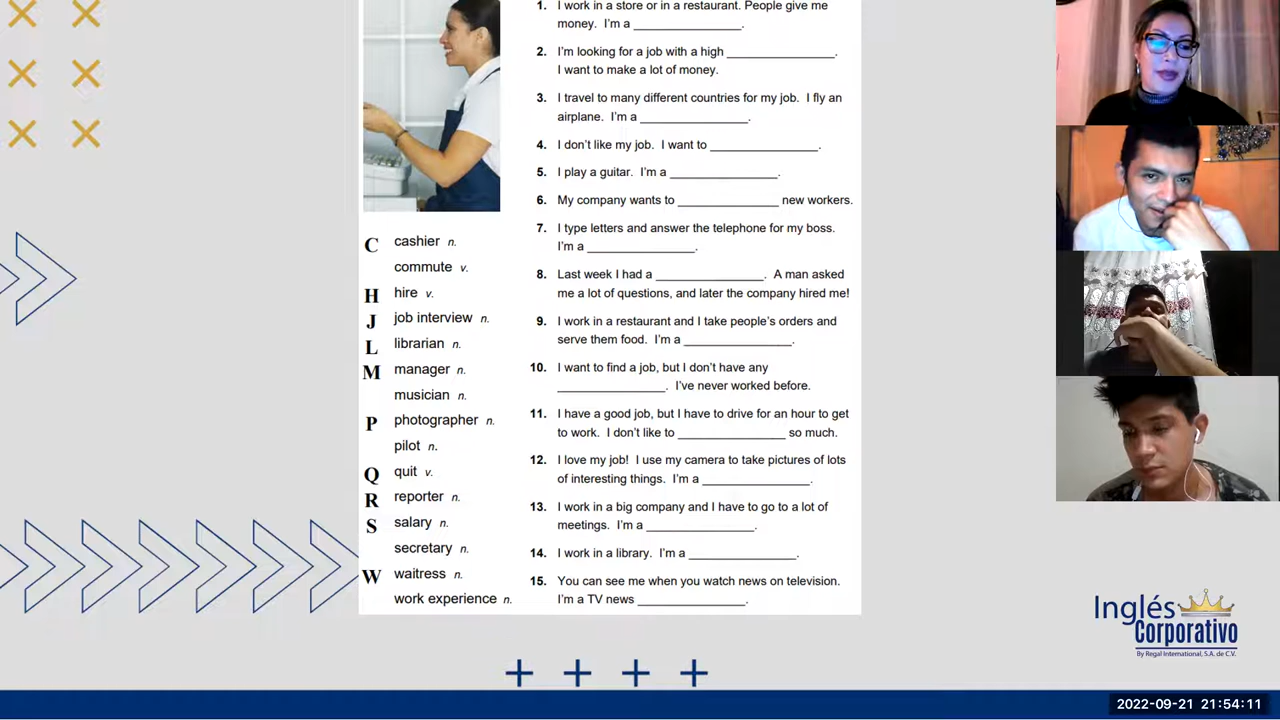 1. I work in a store or in a restaurant. People give me
money. I'm a ________________.
2. I'm looking for a job with a high ________________.
I want to make a lot of money.
3. I travel to many different countries for my job. I fly an
airplane. I'm a ________________.
4. I don't like my job. I want to ________________.
5. I play a guitar. I'm a ________________.
6. My company wants to ________________ new workers.
7. I type letters and answer the telephone for my boss.
I'm a ________________.
8. Last week I had a ________________. A man asked
me a lot of questions, and later the company hired me!
9. I work in a restaurant and I take people's orders and
serve them food. I'm a ________________.
10. I want to find a job, but I don't have any
________________. I've never worked before.
11. I have a good job, but I have to drive for an hour to get
to work. I don't like to ________________ so much.
12. I love my job! I use my camera to take pictures of lots
of interesting things. I'm a ________________.
13. I work in a big company and I have to go to a lot of
meetings. I'm a ________________.
14. I work in a library. I'm a ________________.
15. You can see me when you watch news on television.
I'm a TV news ________________.
C cashier n.
commute v.
H hire v.
J job interview n.
L librarian n.
M manager n.
musician n.
P photographer n.
pilot n.
Q quit v.
R reporter n.
S salary n.
secretary n.
W waitress n.
work experience n.
Inglés
Corporativo
By Regal International, S.A. de C.V.
2022-09-21 21:54:11